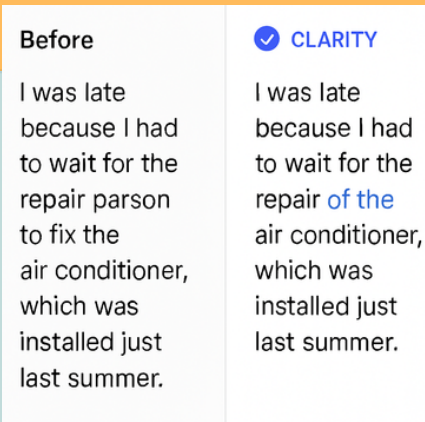 Before
I was late
because I had
to wait for the
repair parson
to fix the
air conditioner,
which was
installed just
last summer.
CLARITY
I was late
because I had
to wait for the
repair of the
air conditioner,
which was
installed just
last summer.